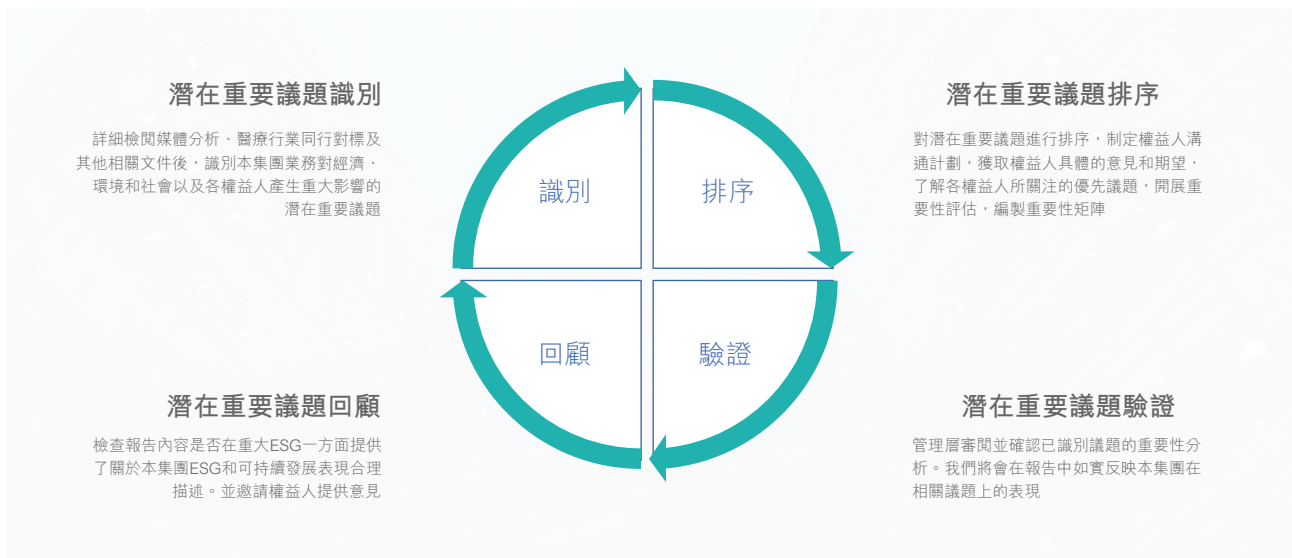 潛在重要議題識別
詳細檢閱媒體分析、醫療行業同行對標及
其他相關文件後，識別本集團業務對經濟、
環境和社會以及各權益人產生重大影響的
潛在重要議題
潛在重要議題排序
對潛在重要議題進行排序，制定權益人溝
通計劃，獲取權益人具體的意見和期望，
了解各權益人所關注的優先議題，開展重
要性評估，編製重要性矩陣
識別
排序
回顧
驗證
潛在重要議題回顧
檢查報告內容是否在重大ESG一方面提供
了關於本集團ESG和可持續發展表現合理
描述。並邀請權益人提供意見
潛在重要議題驗證
管理層審閱並確認已識別議題的重要性分
析。我們將會在報告中如實反映本集團在
相關議題上的表現